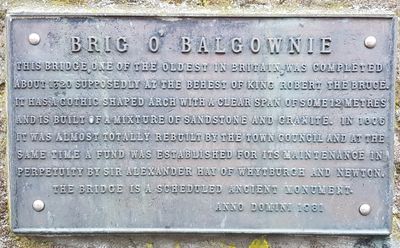 BRIG O' BALGOWNIE
THIS BRIDGE, ONE OF THE OLDEST IN BRITAIN, WAS COMPLETED
ABOUT 1320 SUPPOSEDLY AT THE BEHEST OF KING ROBERT THE BRUCE.
IT HAS A GOTHIC SHAPED ARCH WITH A CLEAR SPAN OF SOME 12 METRES
AND IS BUILT OF A MIXTURE OF SANDSTONE AND GRANITE. IN 1605
IT WAS ALMOST TOTALLY REBUILT BY THE TOWN COUNCIL AND AT THE
SAME TIME A FUND WAS ESTABLISHED FOR ITS MAINTENANCE IN
PERPETUITY BY SIR ALEXANDER HAY OF WHYTBURGH AND NEWTON.
THE BRIDGE IS A SCHEDULED ANCIENT MONUMENT.
ANNO DOMINI 1981